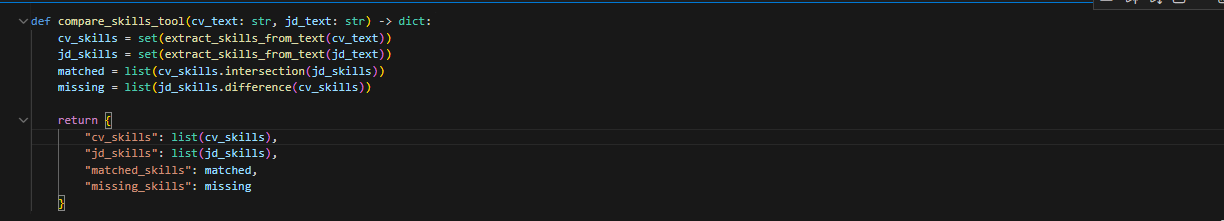 def compare_skills_tool(cv_text: str, jd_text: str) -> dict:
    cv_skills = set(extract_skills_from_text(cv_text))
    jd_skills = set(extract_skills_from_text(jd_text))
    matched = list(cv_skills.intersection(jd_skills))
    missing = list(jd_skills.difference(cv_skills))

    return {
        "cv_skills": list(cv_skills),
        "jd_skills": list(jd_skills),
        "matched_skills": matched,
        "missing_skills": missing
    }